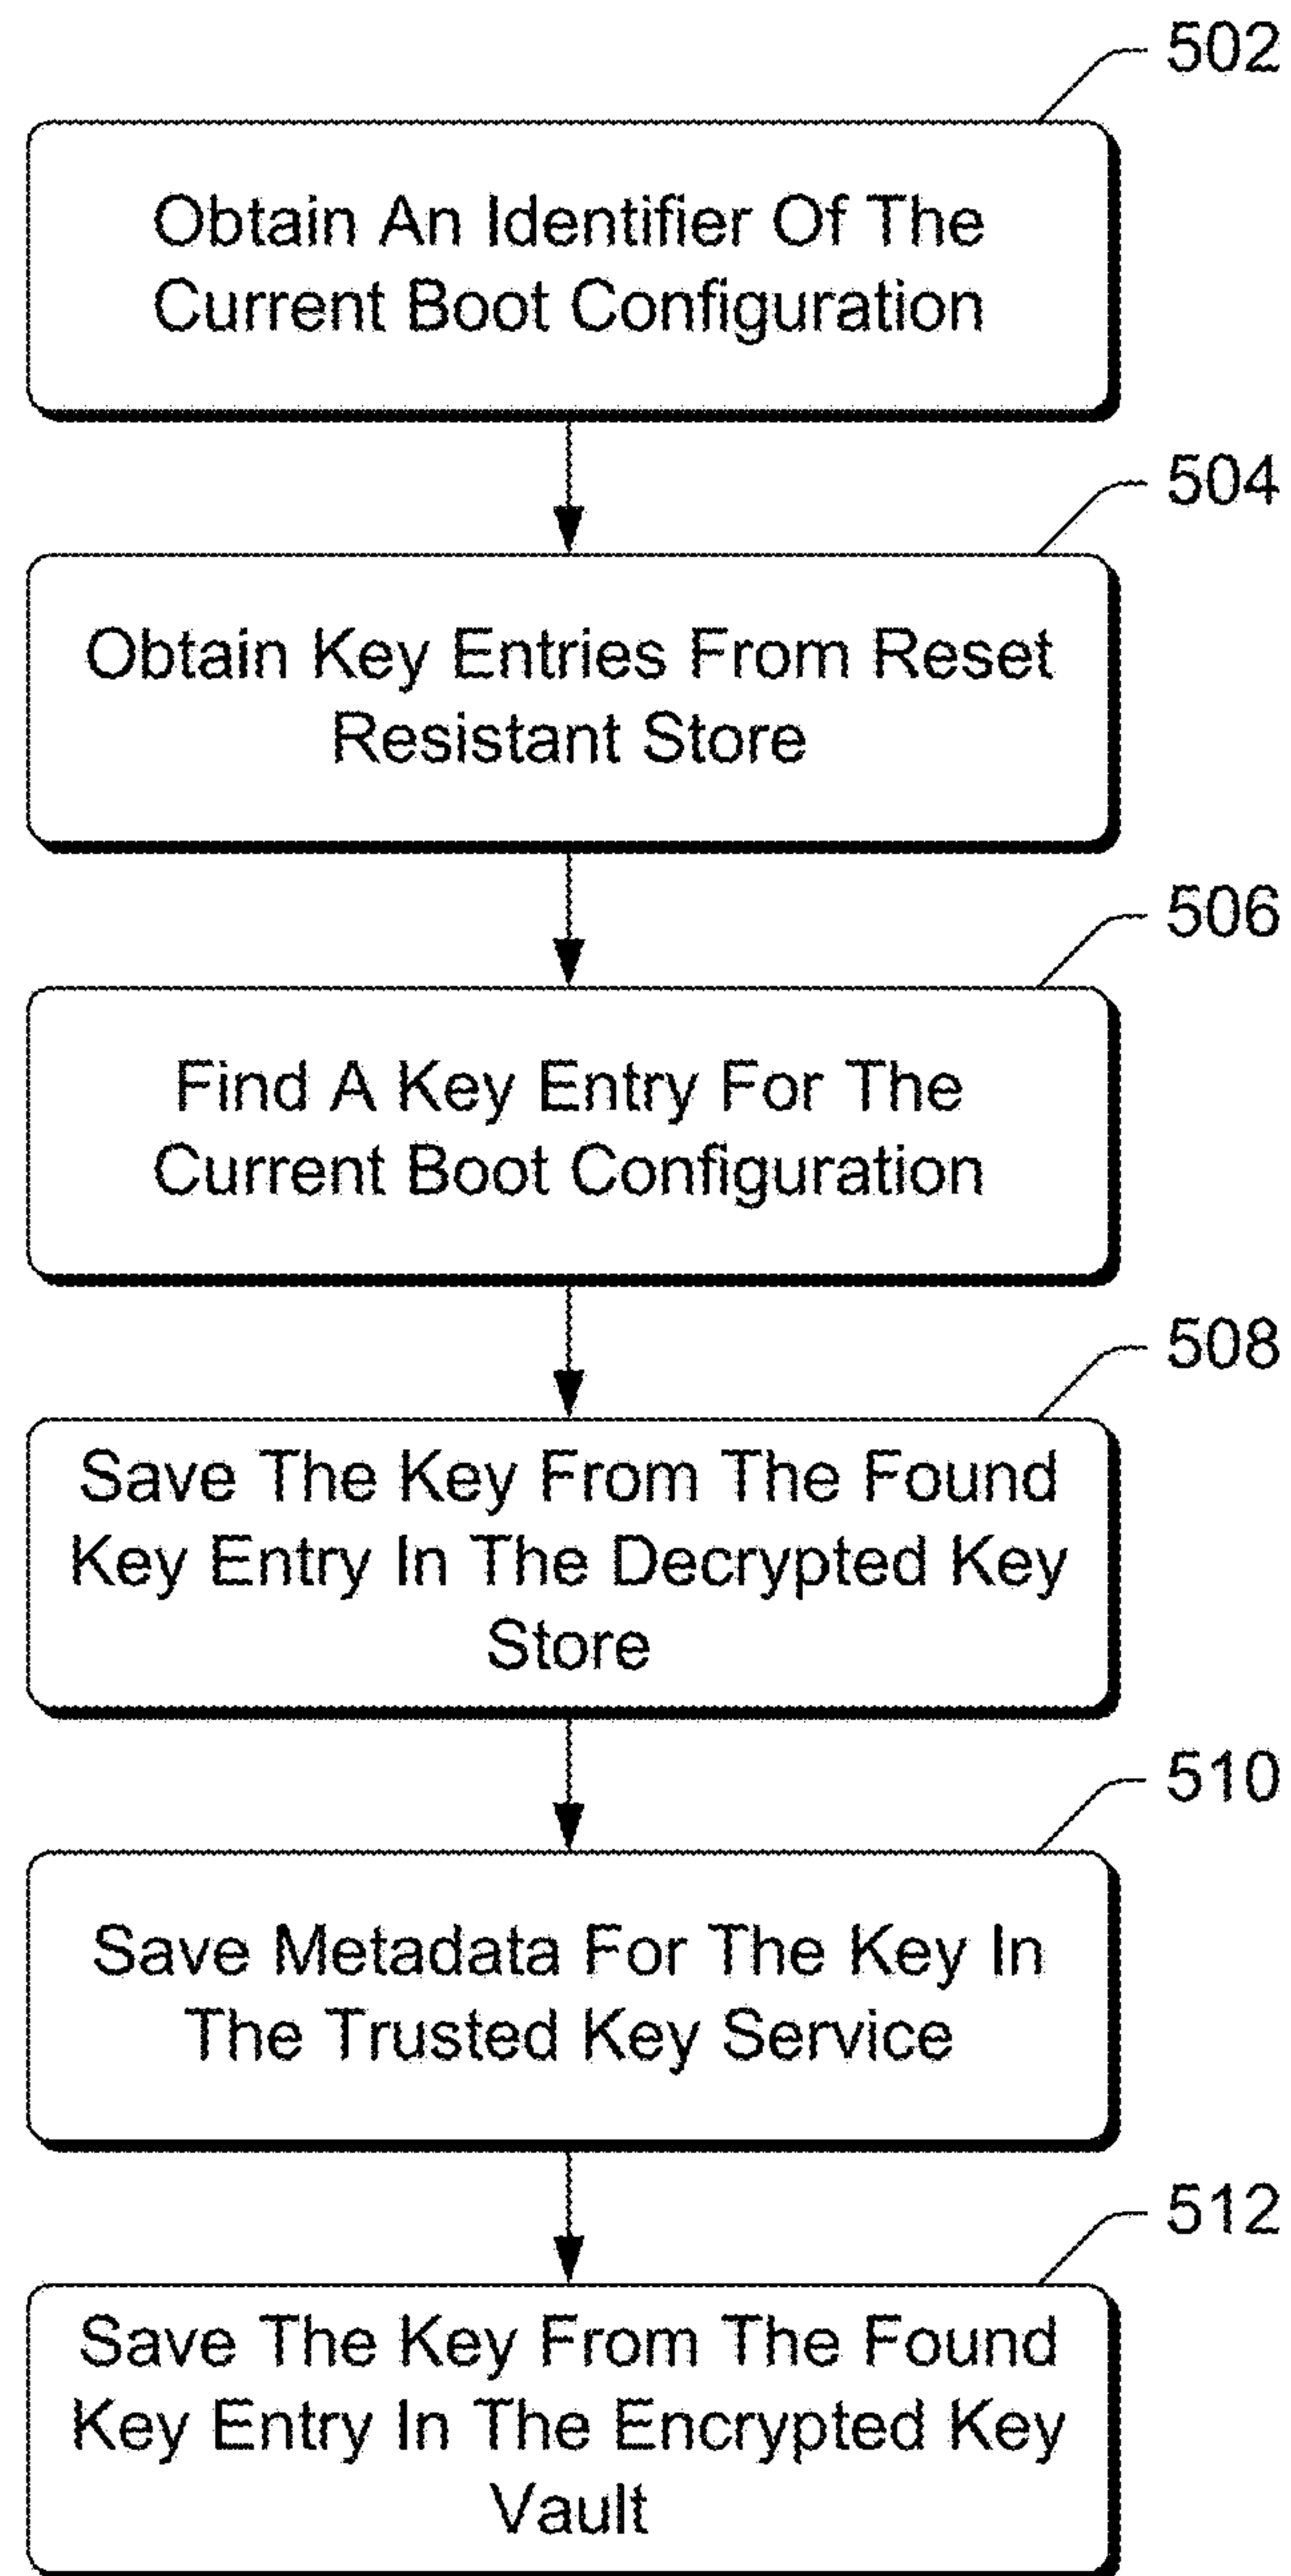 502
Obtain An Identifier Of The
Current Boot Configuration
504
Obtain Key Entries From Reset
Resistant Store
506
Find A Key Entry For The
Current Boot Configuration
508
Save The Key From The Found
Key Entry In The Decrypted Key
Store
510
Save Metadata For The Key In
The Trusted Key Service
512
Save The Key From The Found
Key Entry In The Encrypted Key
Vault